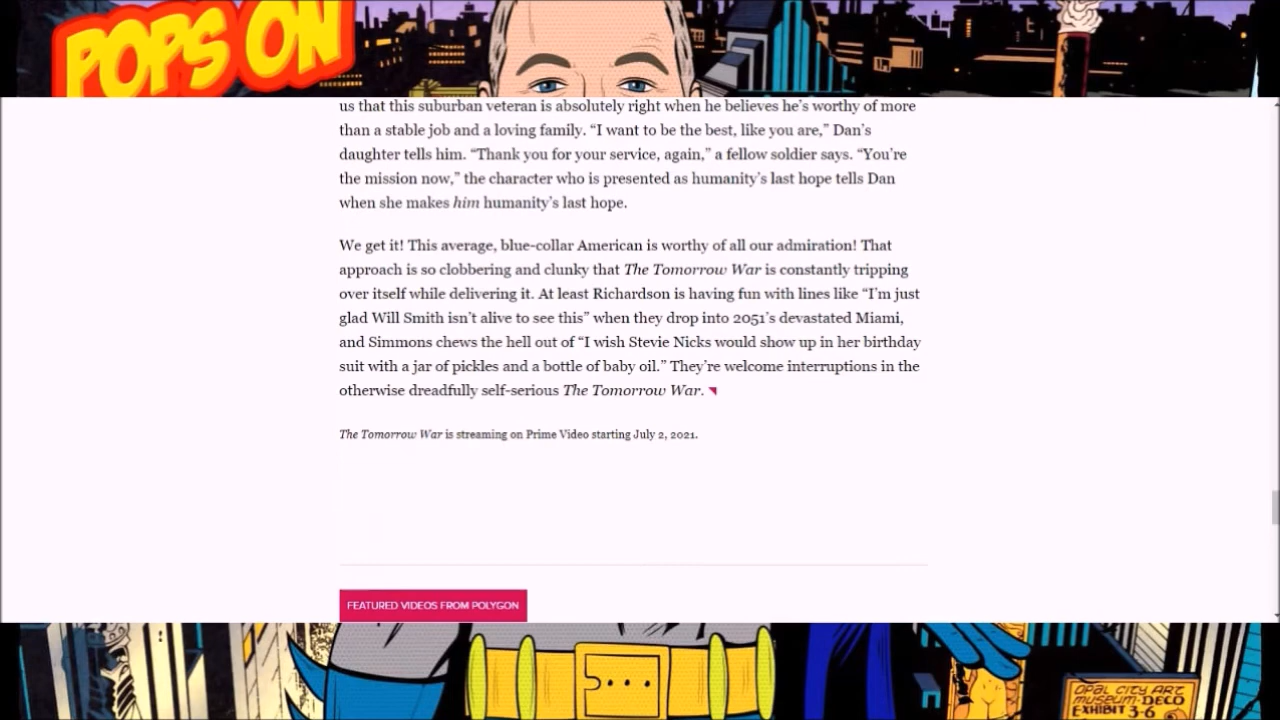 POPS ON
us that this suburban veteran is absolutely right when he believes he's worthy of more
than a stable job and a loving family. “I want to be the best, like you are,” Dan's
daughter tells him. “Thank you for your service, again,” a fellow soldier says. “You're
the mission now,” the character who is presented as humanity's last hope tells Dan
when she makes him humanity's last hope.
We get it! This average, blue-collar American is worthy of all our admiration! That
approach is so clobbering and clunky that The Tomorrow War is constantly tripping
over itself while delivering it. At least Richardson is having fun with lines like “I'm just
glad Will Smith isn't alive to see this” when they drop into 2051's devastated Miami,
and Simmons chews the hell out of “I wish Stevie Nicks would show up in her birthday
suit with a jar of pickles and a bottle of baby oil.” They're welcome interruptions in the
otherwise dreadfully self-serious The Tomorrow War.
The Tomorrow War is streaming on Prime Video starting July 2, 2021.
FEATURED VIDEOS FROM POLYGON
OPAL CITY ART
MUSEUM-DECO
EXHIBIT 3-6